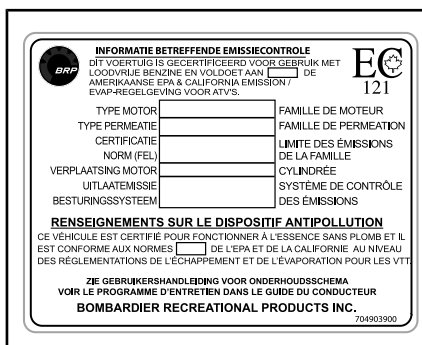 BRP
INFORMATIE BETREFFENDE EMISSIECONTROLE
DIT VOERTUIG IS GECERTIFICEERD VOOR GEBRUIK MET
LOODVRIJE BENZINE EN VOLDOET AAN DE
AMERIKAANSE EPA & CALIFORNIA EMISSION /
EVAP-REGELGEVING VOOR ATV'S.
EC
121
TYPE MOTOR FAMILLE DE MOTEUR
TYPE PERMEATIE FAMILLE DE PERMEATION
CERTIFICATIE LIMITE DES ÉMISSIONS
NORM (FEL) DE LA FAMILLE
VERPLAATSING MOTOR CYLINDRÉE
UITLAATEMISSIE SYSTÈME DE CONTRÔLE
BESTURINGSSYSTEEM DES ÉMISSIONS
RENSEIGNEMENTS SUR LE DISPOSITIF ANTIPOLLUTION
CE VÉHICULE EST CERTIFIÉ POUR FONCTIONNER À L'ESSENCE SANS PLOMB ET IL
EST CONFORME AUX NORMES DE L'EPA ET DE LA CALIFORNIE AU NIVEAU
DES RÉGLEMENTATIONS DE L'ÉCHAPPEMENT ET DE L'ÉVAPORATION POUR LES VTT.
ZIE GEBRUIKERSHANDLEIDING VOOR ONDERHOUDSSCHEMA
VOIR LE PROGRAMME D'ENTRETIEN DANS LE GUIDE DU CONDUCTEUR
BOMBARDIER RECREATIONAL PRODUCTS INC.
704903900